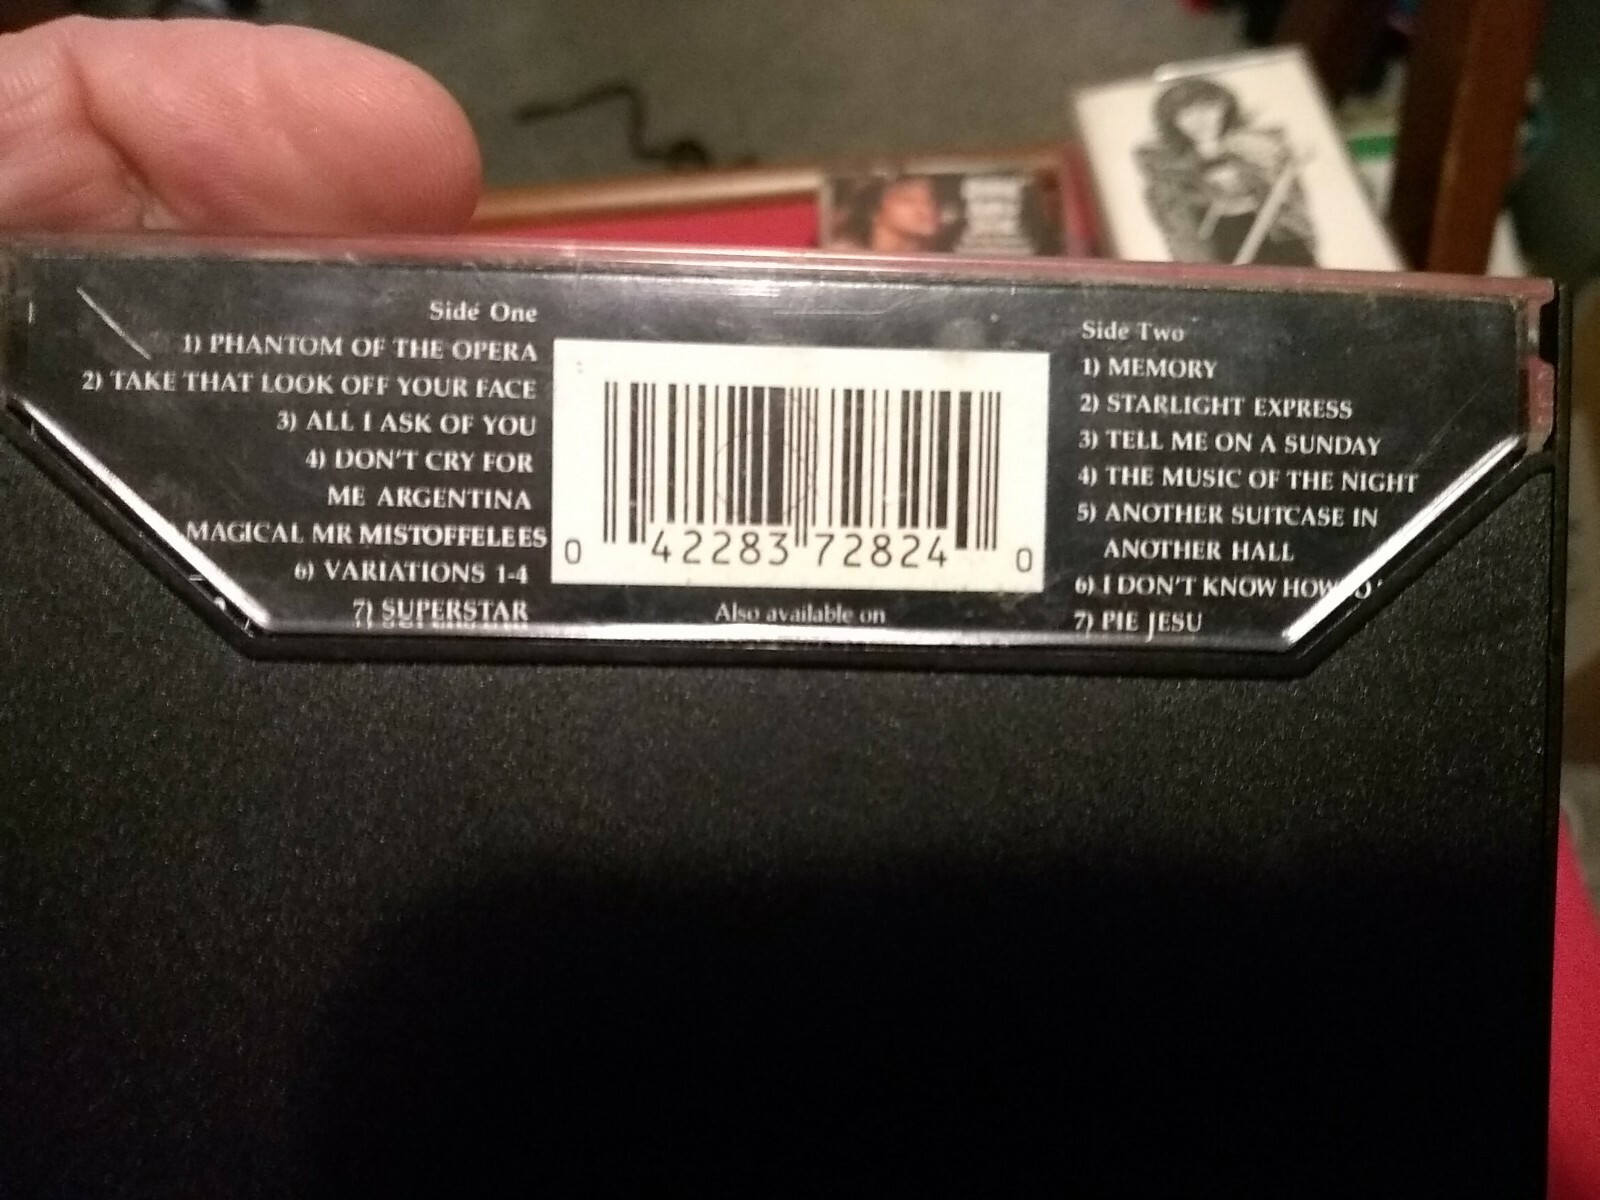 Side One
1) PHANTOM OF THE OPERA
2) TAKE THAT LOOK OFF YOUR FACE
3) ALL I ASK OF YOU
4) DON'T CRY FOR
ME ARGENTINA
MAGICAL MR MISTOFFELEES
6) VARIATIONS 1-4
7) SUPERSTAR
0 42283 72824 0
Also available on
Side Two
1) MEMORY
2) STARLIGHT EXPRESS
3) TELL ME ON A SUNDAY
4) THE MUSIC OF THE NIGHT
5) ANOTHER SUITCASE IN
ANOTHER HALL
6) I DON'T KNOW HOW
7) PIE JESU